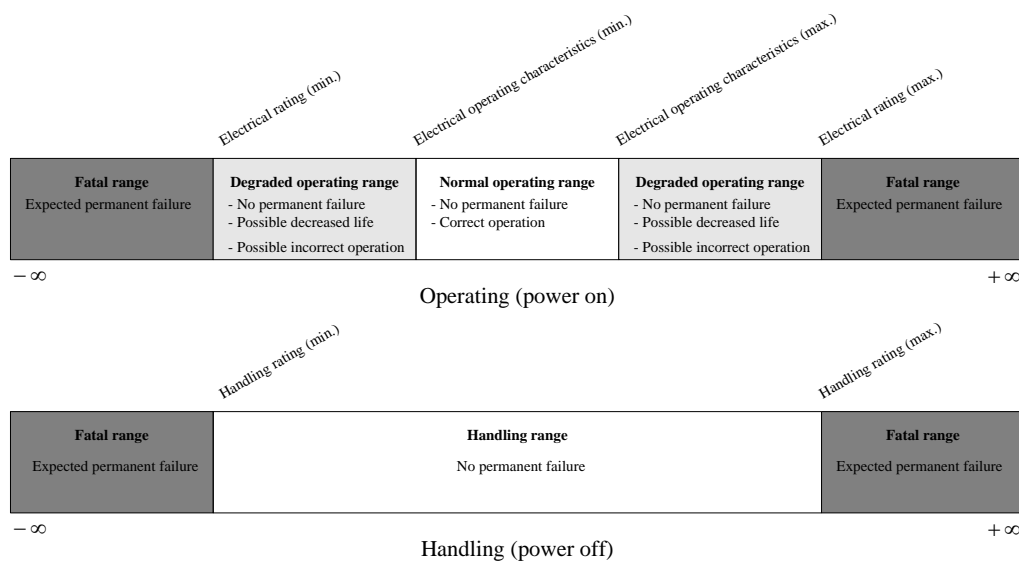 Electrical rating (min.)
Electrical operating characteristics (min.)
Electrical operating characteristics (max.)
Electrical rating (max.)
Fatal range
Expected permanent failure
Degraded operating range
- No permanent failure
- Possible decreased life
- Possible incorrect operation
Normal operating range
- No permanent failure
- Correct operation
Degraded operating range
- No permanent failure
- Possible decreased life
- Possible incorrect operation
Fatal range
Expected permanent failure
− ∞
+ ∞
Operating (power on)
Handling rating (min.)
Handling rating (max.)
Fatal range
Expected permanent failure
Handling range
No permanent failure
Fatal range
Expected permanent failure
− ∞
+ ∞
Handling (power off)